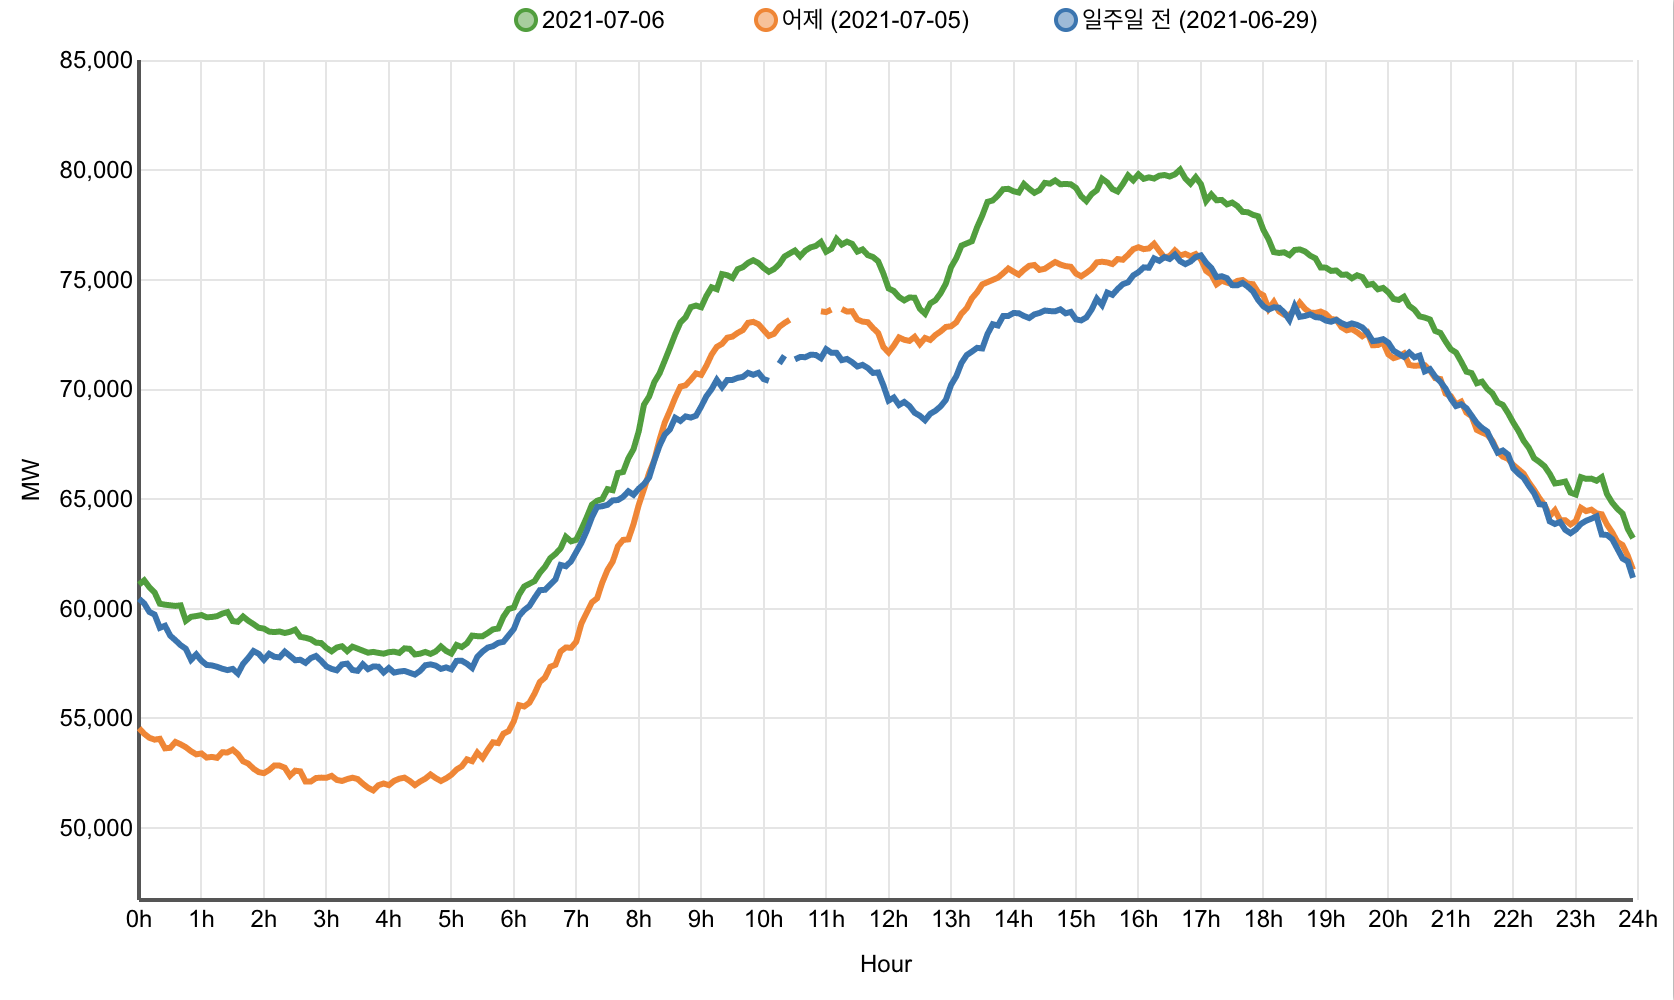 2021-07-06 어제 (2021-07-05) 일주일 전 (2021-06-29)
85,000
80,000
75,000
70,000
65,000
60,000
55,000
50,000
MW
0h 1h 2h 3h 4h 5h 6h 7h 8h 9h 10h 11h 12h 13h 14h 15h 16h 17h 18h 19h 20h 21h 22h 23h 24h
Hour